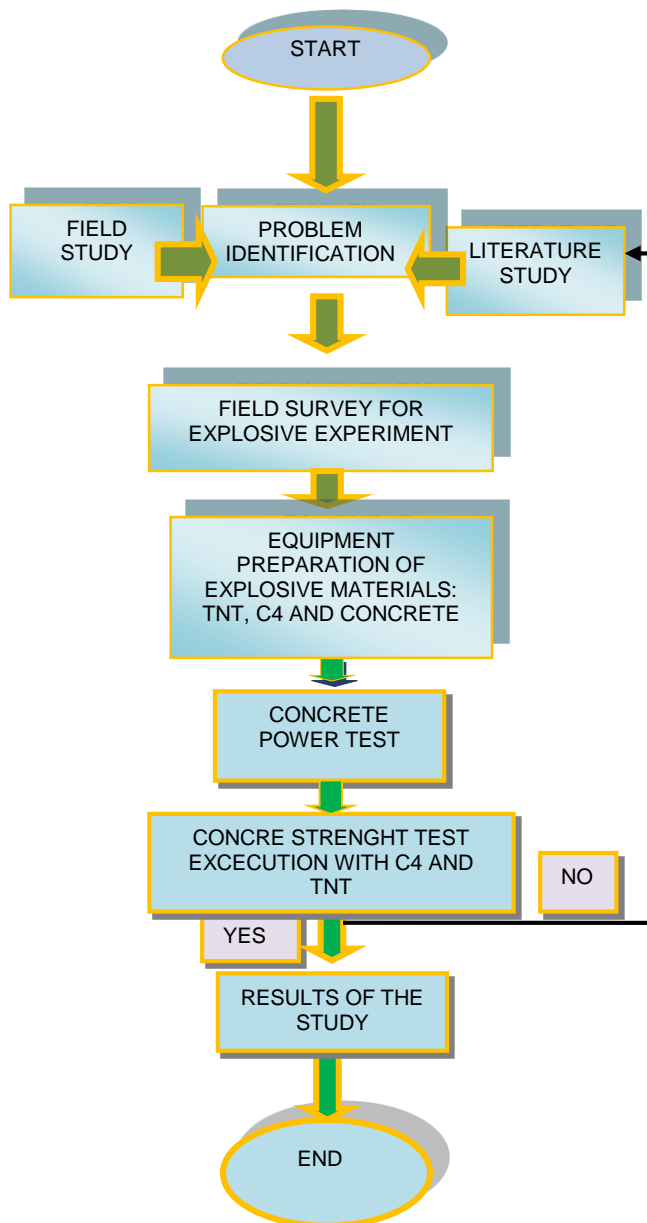 START
FIELD
STUDY
PROBLEM
IDENTIFICATION
LITERATURE
STUDY
FIELD SURVEY FOR
EXPLOSIVE EXPERIMENT
EQUIPMENT
PREPARATION OF
EXPLOSIVE MATERIALS:
TNT, C4 AND CONCRETE
CONCRETE
POWER TEST
CONCRE STRENGHT TEST
EXCECUTION WITH C4 AND
TNT
NO
YES
RESULTS OF THE
STUDY
END